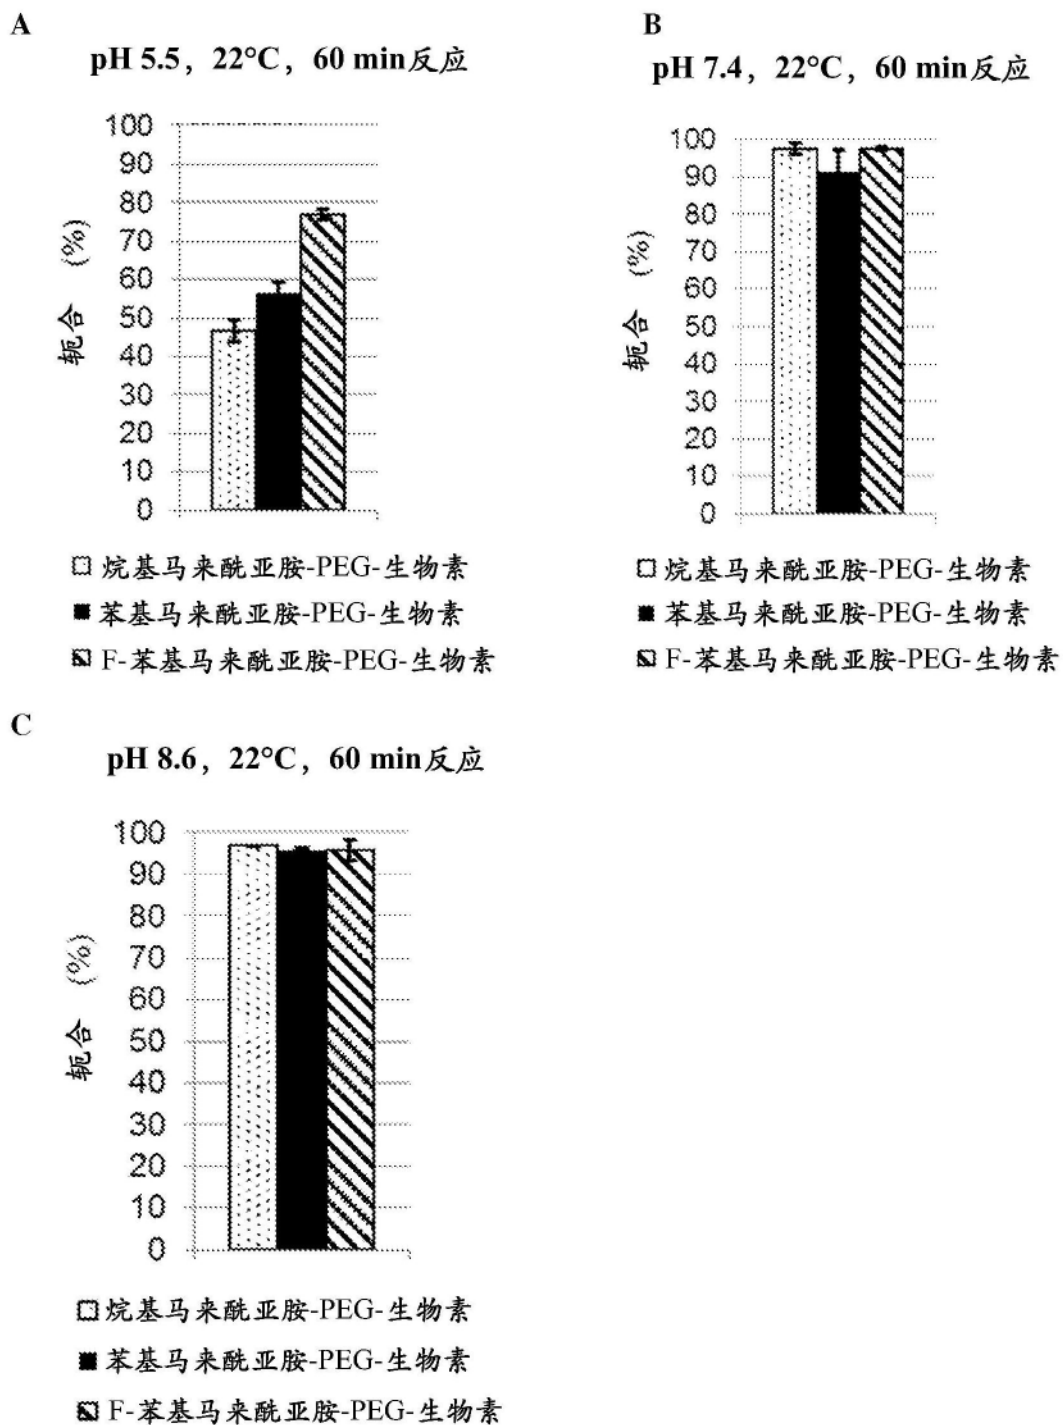 A
pH 5.5，22°C，60 min反应
100
90
80
70
60
50
40
30
20
10
0
轭合 (%)
烷基马来酰亚胺-PEG-生物素
苯基马来酰亚胺-PEG-生物素
F-苯基马来酰亚胺-PEG-生物素
B
pH 7.4，22°C，60 min反应
100
90
80
70
60
50
40
30
20
10
0
轭合 (%)
烷基马来酰亚胺-PEG-生物素
苯基马来酰亚胺-PEG-生物素
F-苯基马来酰亚胺-PEG-生物素
C
pH 8.6，22°C，60 min反应
100
90
80
70
60
50
40
30
20
10
0
轭合 (%)
烷基马来酰亚胺-PEG-生物素
苯基马来酰亚胺-PEG-生物素
F-苯基马来酰亚胺-PEG-生物素